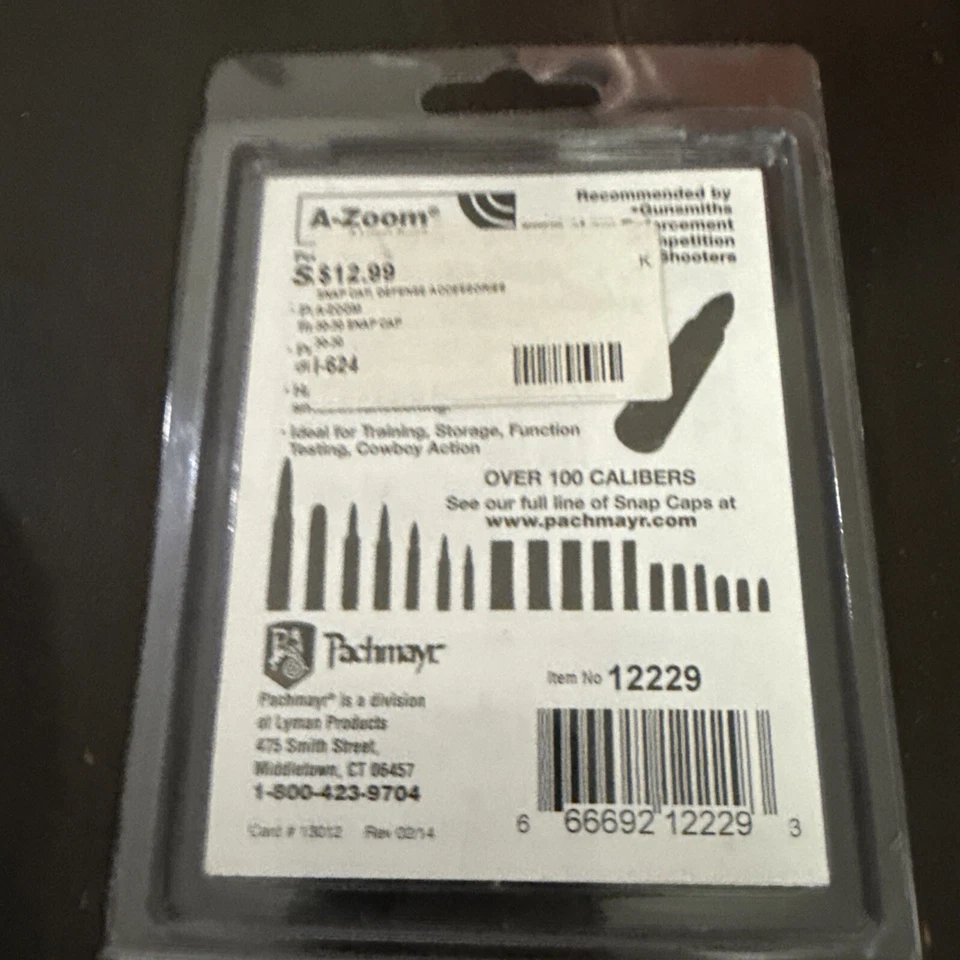 A-Zoom®
Recommended by
•Gunsmiths
rcement
petition
Shooters
K
S.$12.99
SNAP CAP, DEFENSE ACCESSORIES
A-ZOOM
30-30 SNAP CAP
30-30
I-624
• Ideal for Training, Storage, Function
Testing, Cowboy Action
OVER 100 CALIBERS
See our full line of Snap Caps at
www.pachmayr.com
PA
Pachmayr
Pachmayr® is a division
of Lyman Products
475 Smith Street,
Middletown, CT 06457
1-800-423-9704
Card # 13012 Rev 02/14
Item No 12229
6 66692 12229 3